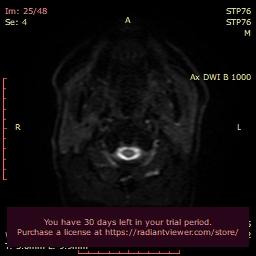 Im: 25/48
STP76
Se: 4
STP76
M
A
Ax DWI B 1000
R
L
You have 30 days left in your trial period.
Purchase a license at https://radiantviewer.com/store/